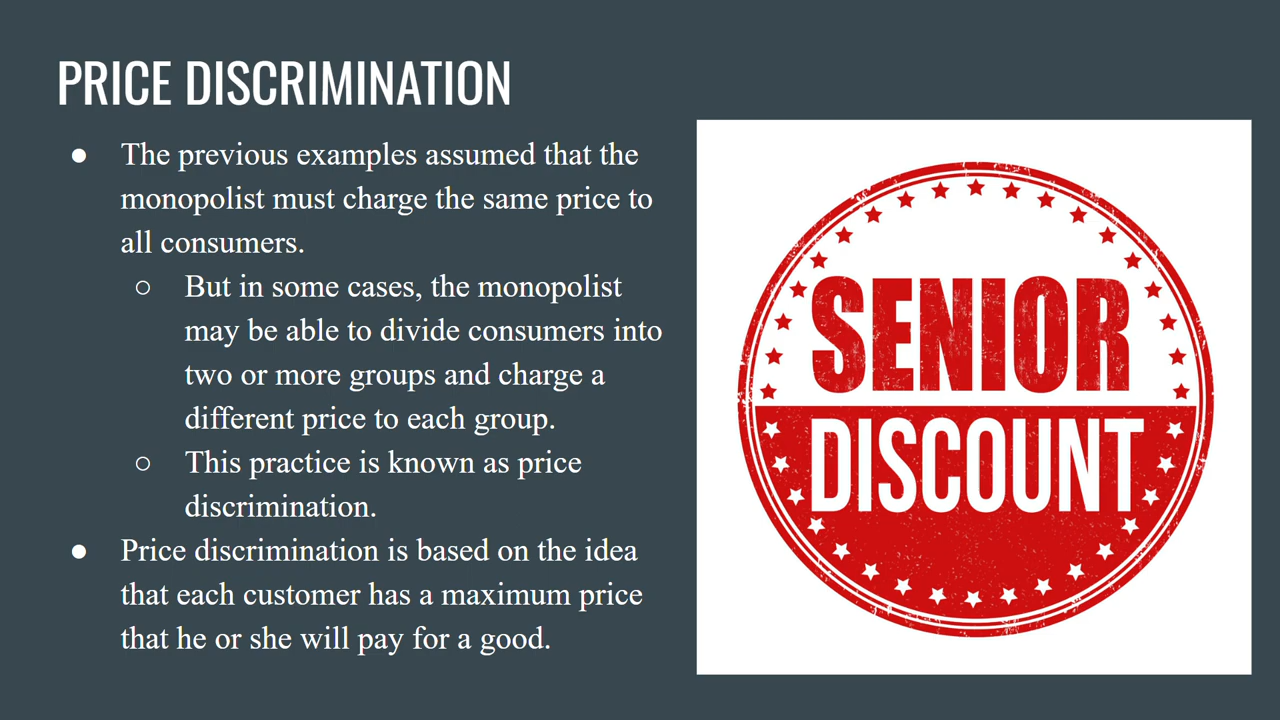 PRICE DISCRIMINATION
● The previous examples assumed that the
monopolist must charge the same price to
all consumers.
○ But in some cases, the monopolist
may be able to divide consumers into
two or more groups and charge a
different price to each group.
○ This practice is known as price
discrimination.
● Price discrimination is based on the idea
that each customer has a maximum price
that he or she will pay for a good.
SENIOR
DISCOUNT